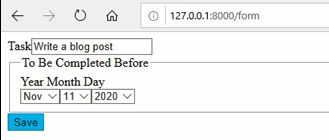 127.0.0.1:8000/form
Task Write a blog post
To Be Completed Before
Year Month Day
Nov 11 2020
Save